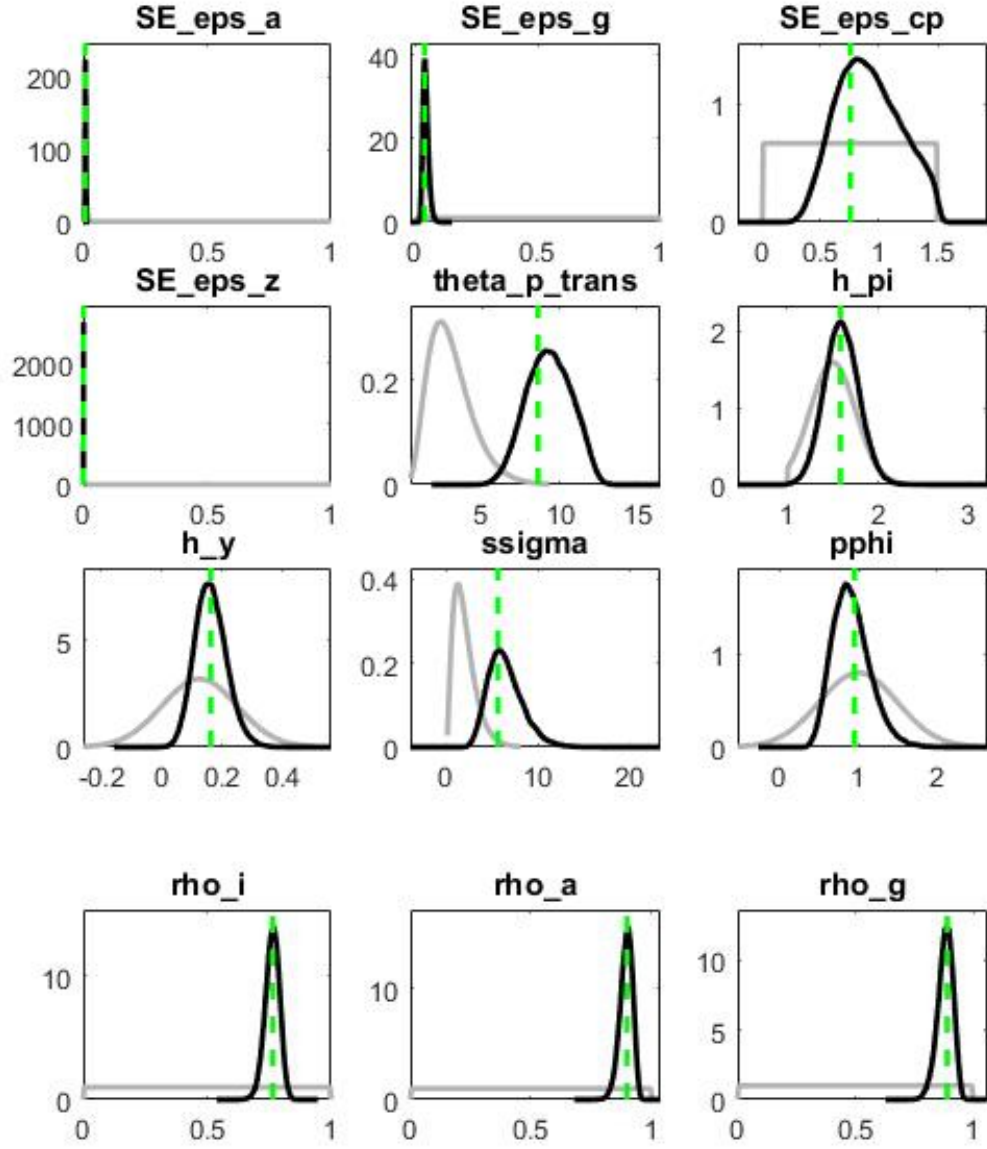 SE_eps_a SE_eps_g SE_eps_cp
200 40 1
100 20
0 0 0
0 0.5 1 0 0.5 1 0 0.5 1 1.5
SE_eps_z theta_p_trans h_pi
2000 0.2 2
1000 1
0 0 0
0 0.5 1 5 10 15 1 2 3
h_y ssigma pphi
5 0.4 1
0.2
0 0 0
-0.2 0 0.2 0.4 0 10 20 0 1 2
rho_i rho_a rho_g
10 10 10
5
0 0 0
0 0.5 1 0 0.5 1 0 0.5 1